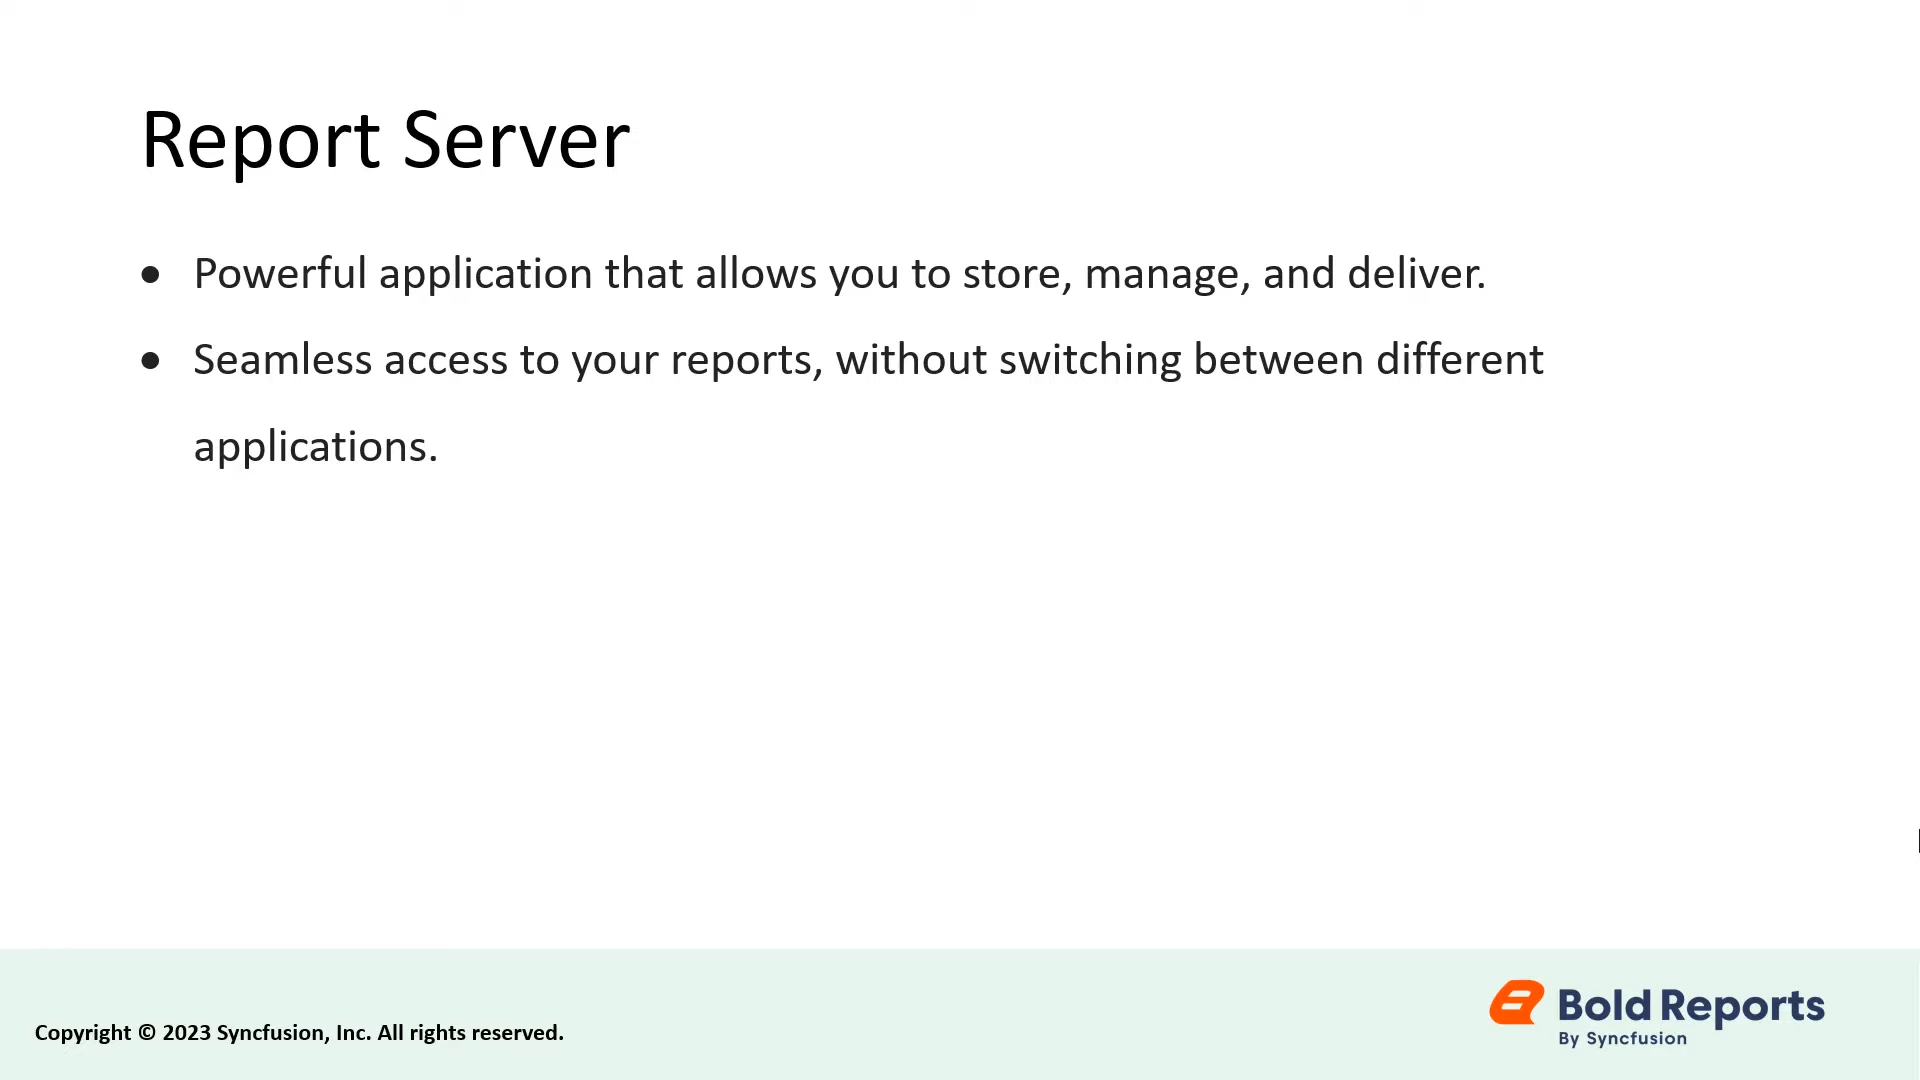 Report Server
● Powerful application that allows you to store, manage, and deliver.
● Seamless access to your reports, without switching between different
applications.
Copyright © 2023 Syncfusion, Inc. All rights reserved.
Bold Reports
By Syncfusion